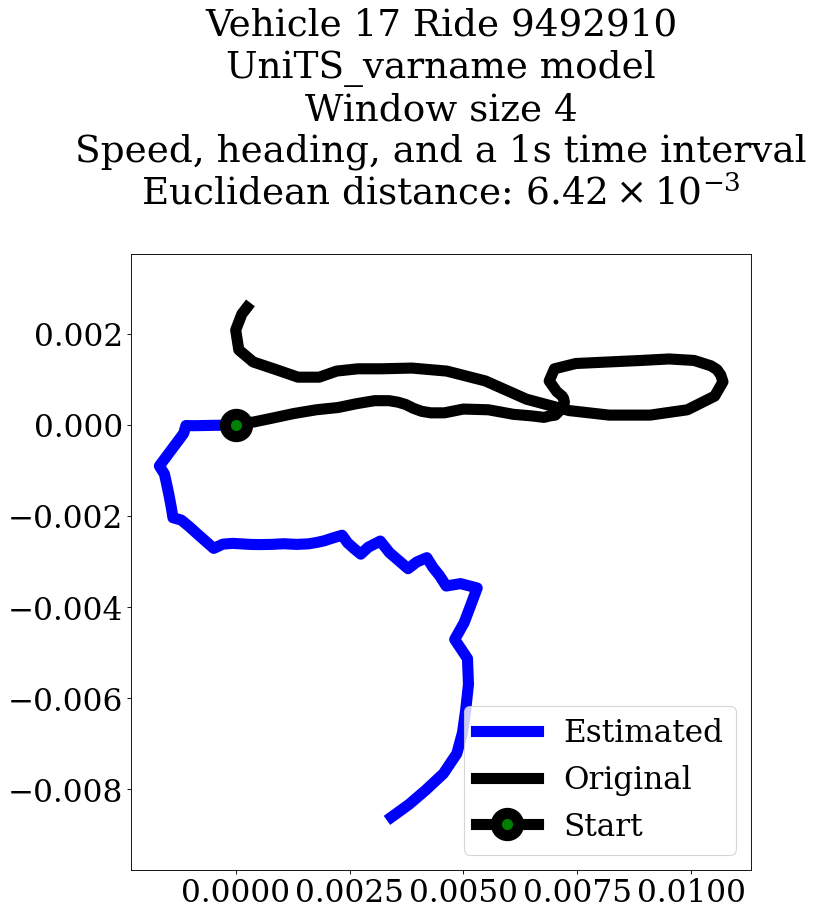 Vehicle 17 Ride 9492910
UniTS_varname model
Window size 4
Speed, heading, and a 1s time interval
Euclidean distance: 6.42 × 10⁻³
0.002
0.000
−0.002
−0.004
−0.006
−0.008
Estimated
Original
Start
0.0000 0.0025 0.0050 0.0075 0.0100